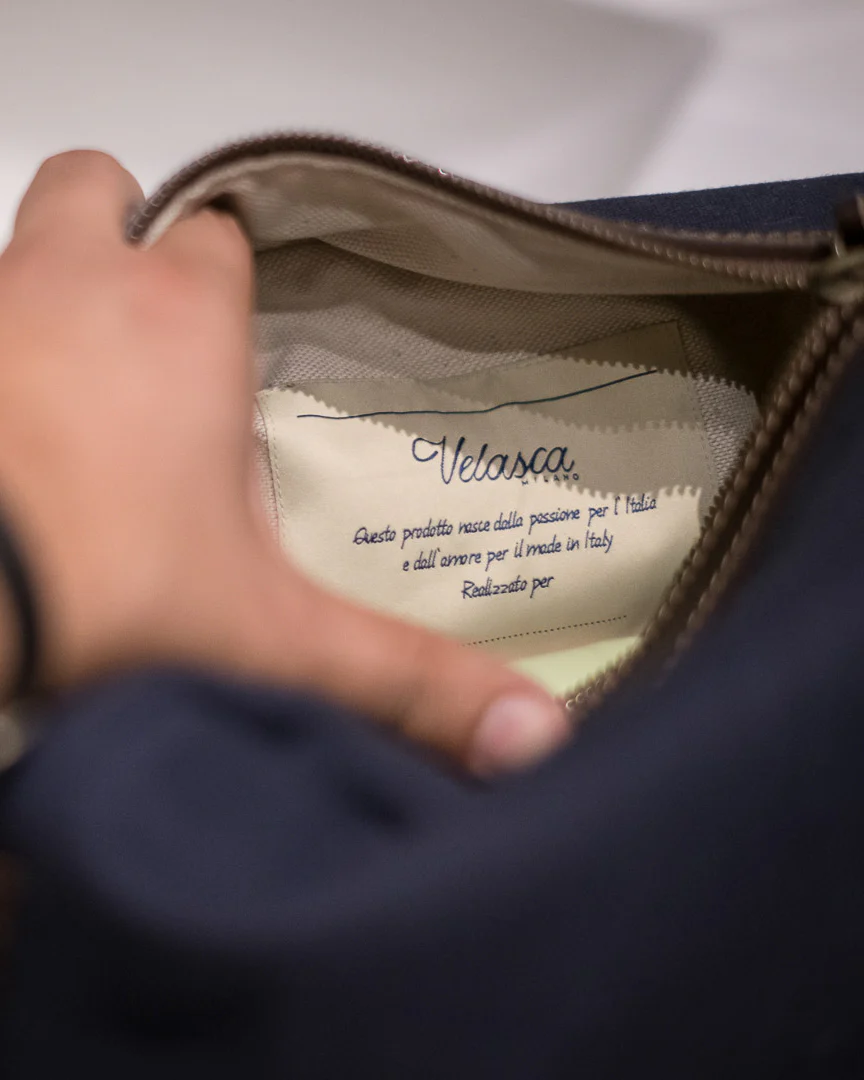 Velasca
MILANO
Questo prodotto nasce dalla passione per l'Italia
e dall'amore per il made in Italy
Realizzato per